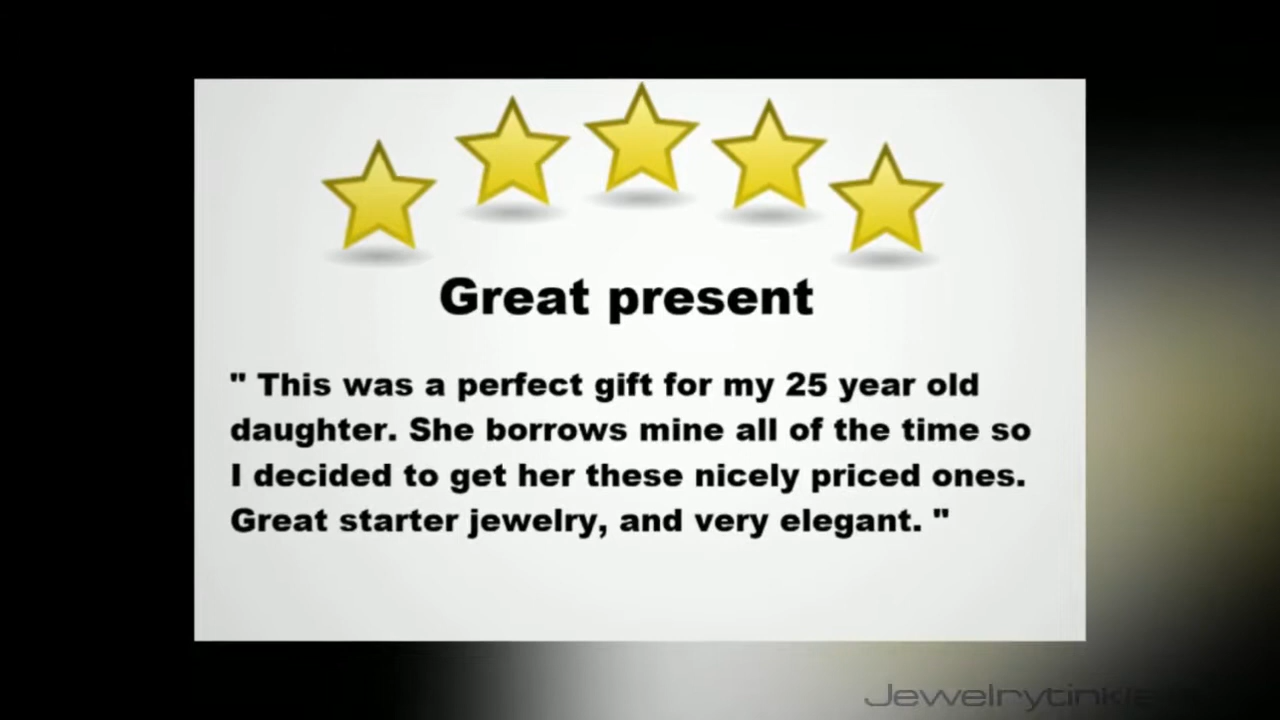 Great present
" This was a perfect gift for my 25 year old
daughter. She borrows mine all of the time so
I decided to get her these nicely priced ones.
Great starter jewelry, and very elegant. "